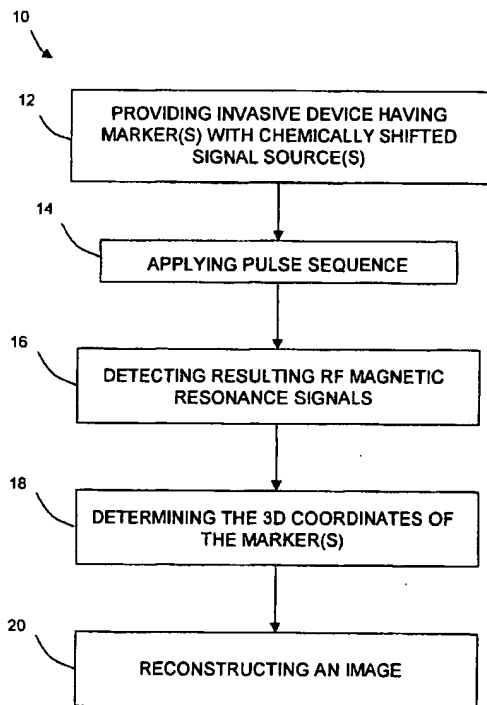 10
12
PROVIDING INVASIVE DEVICE HAVING
MARKER(S) WITH CHEMICALLY SHIFTED
SIGNAL SOURCE(S)
14
APPLYING PULSE SEQUENCE
16
DETECTING RESULTING RF MAGNETIC
RESONANCE SIGNALS
18
DETERMINING THE 3D COORDINATES OF
THE MARKER(S)
20
RECONSTRUCTING AN IMAGE